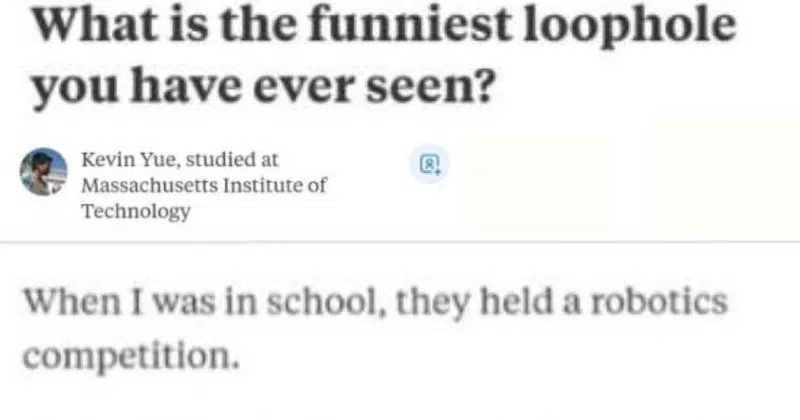 What is the funniest loophole
you have ever seen?
Kevin Yue, studied at
Massachusetts Institute of
Technology
When I was in school, they held a robotics
competition.